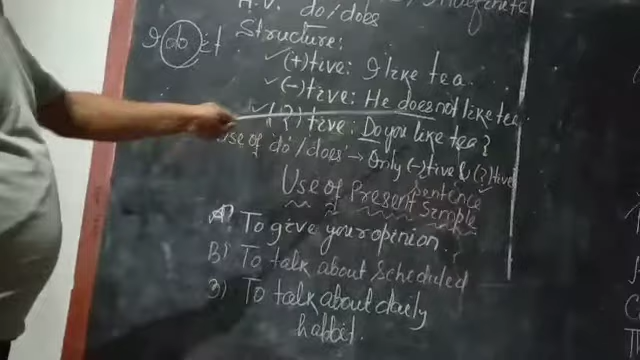 H.V. do/does Indefinite
I do it
Structure:
(+)tive: I like tea.
(-)tive: He does not like tea.
(?)tive: Do you like tea?
Use of do/does → Only (-)tive & (?)tive
sentence
Use of Present Simple
To give your opinion.
B) To talk about scheduled
3) To talk about daily
habbit.